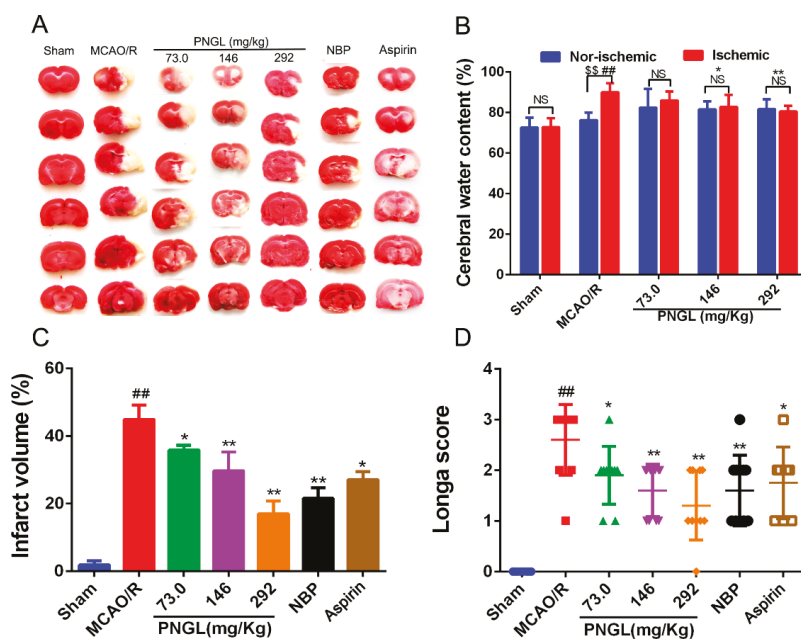 A
PNGL (mg/kg)
Sham MCAO/R 73.0 146 292 NBP Aspirin
B
Nor-ischemic Ischemic
Cerebral water content (%)
100
80
60
40
20
0
NS
$$ ##
NS
*
NS
**
NS
Sham MCAO/R 73.0 146 292
PNGL (mg/Kg)
C
Infarct volume (%)
60
40
20
0
##
*
**
**
**
*
Sham MCAO/R 73.0 146 292 NBP Aspirin
PNGL(mg/Kg)
D
Longa score
4
3
2
1
0
##
*
**
**
**
*
Sham MCAO/R 73.0 146 292 NBP Aspirin
PNGL(mg/Kg)